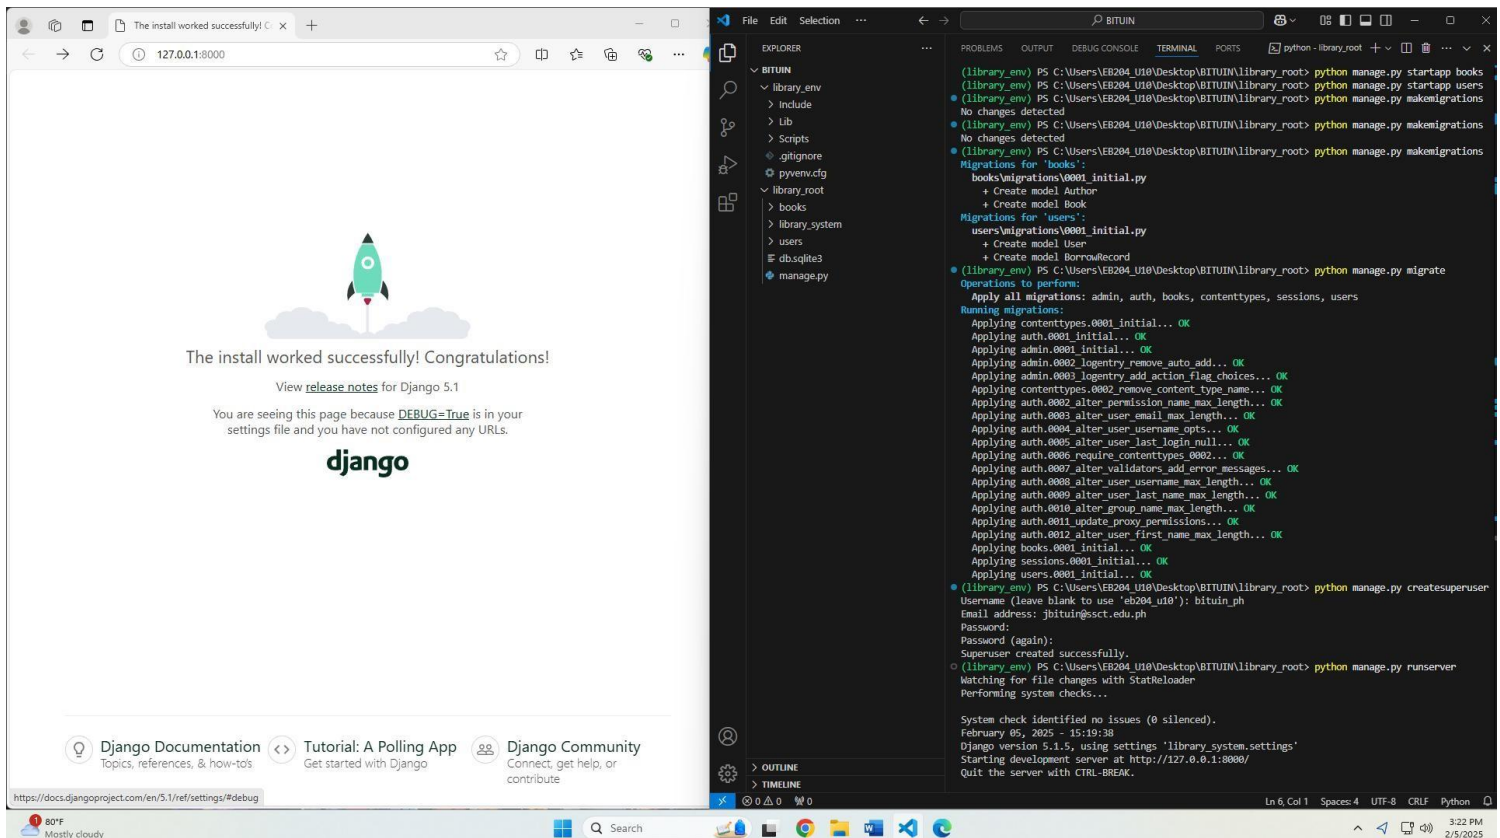 The install worked successfully! C
127.0.0.1:8000
The install worked successfully! Congratulations!
View release notes for Django 5.1
You are seeing this page because DEBUG=True is in your
settings file and you have not configured any URLs.
django
Django Documentation
Topics, references, & how-to's
Tutorial: A Polling App
Get started with Django
Django Community
Connect, get help, or
contribute
https://docs.djangoproject.com/en/5.1/ref/settings/#debug
File Edit Selection ...
BITUIN
EXPLORER
BITUIN
library_env
Include
Lib
Scripts
.gitignore
pyvenv.cfg
library_root
books
library_system
users
db.sqlite3
manage.py
OUTLINE
TIMELINE
PROBLEMS OUTPUT DEBUG CONSOLE TERMINAL PORTS python - library_root
(library_env) PS C:\Users\EB204_U10\Desktop\BITUIN\library_root> python manage.py startapp books
(library_env) PS C:\Users\EB204_U10\Desktop\BITUIN\library_root> python manage.py startapp users
(library_env) PS C:\Users\EB204_U10\Desktop\BITUIN\library_root> python manage.py makemigrations
No changes detected
(library_env) PS C:\Users\EB204_U10\Desktop\BITUIN\library_root> python manage.py makemigrations
No changes detected
(library_env) PS C:\Users\EB204_U10\Desktop\BITUIN\library_root> python manage.py makemigrations
Migrations for 'books':
books\migrations\0001_initial.py
+ Create model Author
+ Create model Book
Migrations for 'users':
users\migrations\0001_initial.py
+ Create model User
+ Create model BorrowRecord
(library_env) PS C:\Users\EB204_U10\Desktop\BITUIN\library_root> python manage.py migrate
Operations to perform:
Apply all migrations: admin, auth, books, contenttypes, sessions, users
Running migrations:
Applying contenttypes.0001_initial... OK
Applying auth.0001_initial... OK
Applying admin.0001_initial... OK
Applying admin.0002_logentry_remove_auto_add... OK
Applying admin.0003_logentry_add_action_flag_choices... OK
Applying contenttypes.0002_remove_content_type_name... OK
Applying auth.0002_alter_permission_name_max_length... OK
Applying auth.0003_alter_user_email_max_length... OK
Applying auth.0004_alter_user_username_opts... OK
Applying auth.0005_alter_user_last_login_null... OK
Applying auth.0006_require_contenttypes_0002... OK
Applying auth.0007_alter_validators_add_error_messages... OK
Applying auth.0008_alter_user_username_max_length... OK
Applying auth.0009_alter_user_last_name_max_length... OK
Applying auth.0010_alter_group_name_max_length... OK
Applying auth.0011_update_proxy_permissions... OK
Applying auth.0012_alter_user_first_name_max_length... OK
Applying books.0001_initial... OK
Applying sessions.0001_initial... OK
Applying users.0001_initial... OK
(library_env) PS C:\Users\EB204_U10\Desktop\BITUIN\library_root> python manage.py createsuperuser
Username (leave blank to use 'eb204_u10'): bituin_ph
Email address: jbituin@ssct.edu.ph
Password:
Password (again):
Superuser created successfully.
(library_env) PS C:\Users\EB204_U10\Desktop\BITUIN\library_root> python manage.py runserver
Watching for file changes with StatReloader
Performing system checks...
System check identified no issues (0 silenced).
February 05, 2025 - 15:19:38
Django version 5.1.5, using settings 'library_system.settings'
Starting development server at http://127.0.0.1:8000/
Quit the server with CTRL-BREAK.
0 0 0
Ln 6, Col 1 Spaces: 4 UTF-8 CRLF Python
1
80°F
Mostly cloudy
Search
3:22 PM
2/5/2025